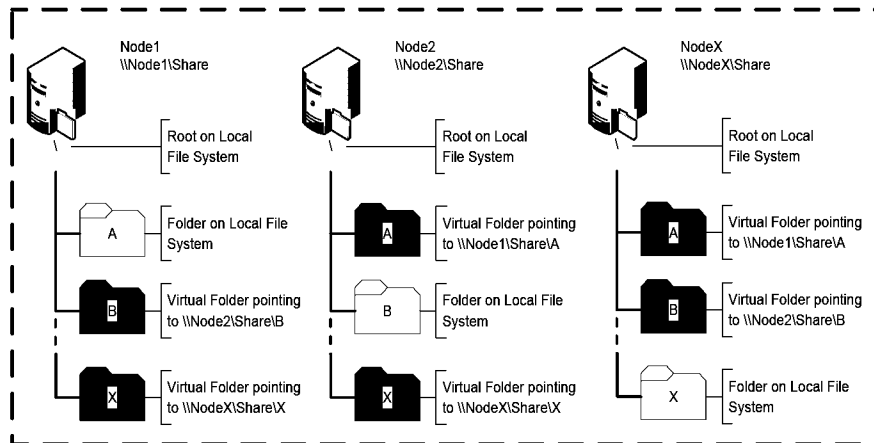 Node1
\\Node1\Share
\
Root on Local
File System
A
Folder on Local File
System
B
Virtual Folder pointing
to \\Node2\Share\B
X
Virtual Folder pointing
to \\NodeX\Share\X
Node2
\\Node2\Share
\
Root on Local
File System
A
Virtual Folder pointing
to \\Node1\Share\A
B
Folder on Local File
System
X
Virtual Folder pointing
to \\NodeX\Share\X
NodeX
\\NodeX\Share
\
Root on Local
File System
A
Virtual Folder pointing
to \\Node1\Share\A
B
Virtual Folder pointing
to \\Node2\Share\B
X
Folder on Local File
System